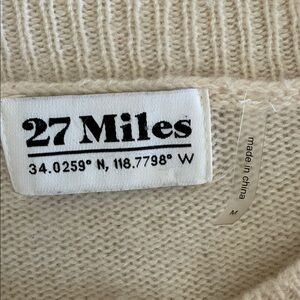 27 Miles
34.0259° N, 118.7798° W
made in china
M